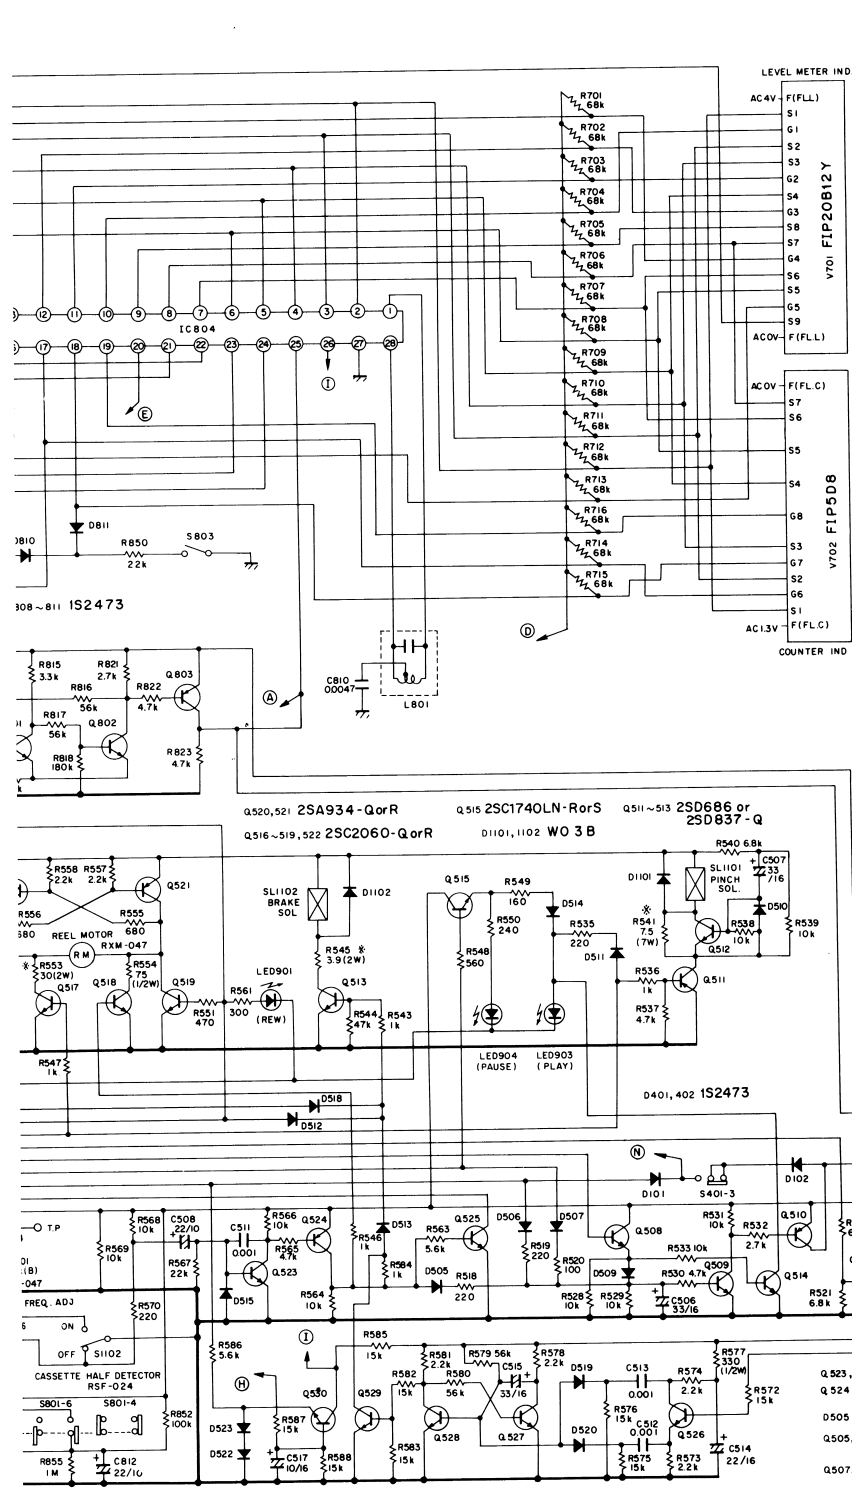 LEVEL METER IND.
AC4V F(FLL)
S1
G1
S2
S3
G2
S4
G3
S8
S7
G4
S6
S5
G5
S9
AC0V F(FL.L)
V701 FIP20B12Y
R701 68k
R702 68k
R703 68k
R704 68k
R705 68k
R706 68k
R707 68k
R708 68k
R709 68k
R710 68k
R711 68k
R712 68k
R713 68k
R716 68k
R714 68k
R715 68k
12 11 10 9 8 7 6 5 4 3 2 1
IC804
17 18 19 20 21 22 23 24 25 26 27 28
I
E
AC0V F(FL.C)
S7
S6
S5
S4
G8
S3
G7
S2
G6
S1
AC1.3V F(FL.C)
V702 FIP5D8
COUNTER IND
D811
D810
R850 22k
S803
308~811 1S2473
D
C810 0.0047
L801
A
R815 3.3k
R821 2.7k
R816 56k
R822 4.7k
Q803
R817 56k
Q802
R818 180k
R823 4.7k
Q520,521 2SA934-QorR
Q515 2SC1740LN-RorS
Q511~513 2SD686 or 2SD837-Q
Q516~519,522 2SC2060-QorR
D1101,1102 W03B
R558 2.2k
R557 2.2k
Q521
R556 680
R555 680
REEL MOTOR
RXM-047
RM
R553 30(2W)
R554 75 (1/2W)
Q517
Q518
Q519
R551 470
R561 300
LED901
(REW)
SL1102 BRAKE SOL
D1102
R545 ※ 3.9(2W)
Q513
R544 47k
R543 1k
Q515
R549 160
R550 240
R548 560
D514
R535 220
D511
LED904 (PAUSE)
LED903 (PLAY)
D1101
SL1101 PINCH SOL.
R540 6.8k
C507 33/16
D510
※ R541 7.5 (7W)
Q512
R538 10k
R539 10k
R536 1k
Q511
R537 4.7k
R547 1k
D518
D512
D401,402 1S2473
N
D101
S401-3
D102
T.P
R568 10k
C508 22/10
R569 10k
R567 22k
C511 0.001
R566 10k
R565 4.7k
Q524
Q523
D515
R564 10k
R546 1k
D513
R584 1k
R563 5.6k
Q525
D505
R518 220
D506
D507
R519 220
R520 100
Q508
D509
R528 10k
R529 10k
R533 10k
R530 4.7k
C506 33/16
R531 10k
R532 2.7k
Q510
Q509
Q514
R521 6.8k
(B)
-047
FREQ. ADJ
R570 220
ON
OFF
S1102
CASSETTE HALF DETECTOR
RSF-024
S801-6
S801-4
R852 100k
R855 1M
C812 22/10
R586 5.6k
I
H
R585 15k
Q530
Q529
R587 15k
D523
D522
C517 10/16
R588 15k
R582 15k
R583 15k
R581 2.2k
R579 56k
R580 56k
C515 33/16
R578 2.2k
Q528
Q527
D519
D520
C513 0.001
R576 15k
C512 0.001
R575 15k
R574 2.2k
Q526
R573 2.2k
R577 330 (1/2W)
R572 15k
C514 22/16
Q523,
Q524
D505
Q505,
Q507,